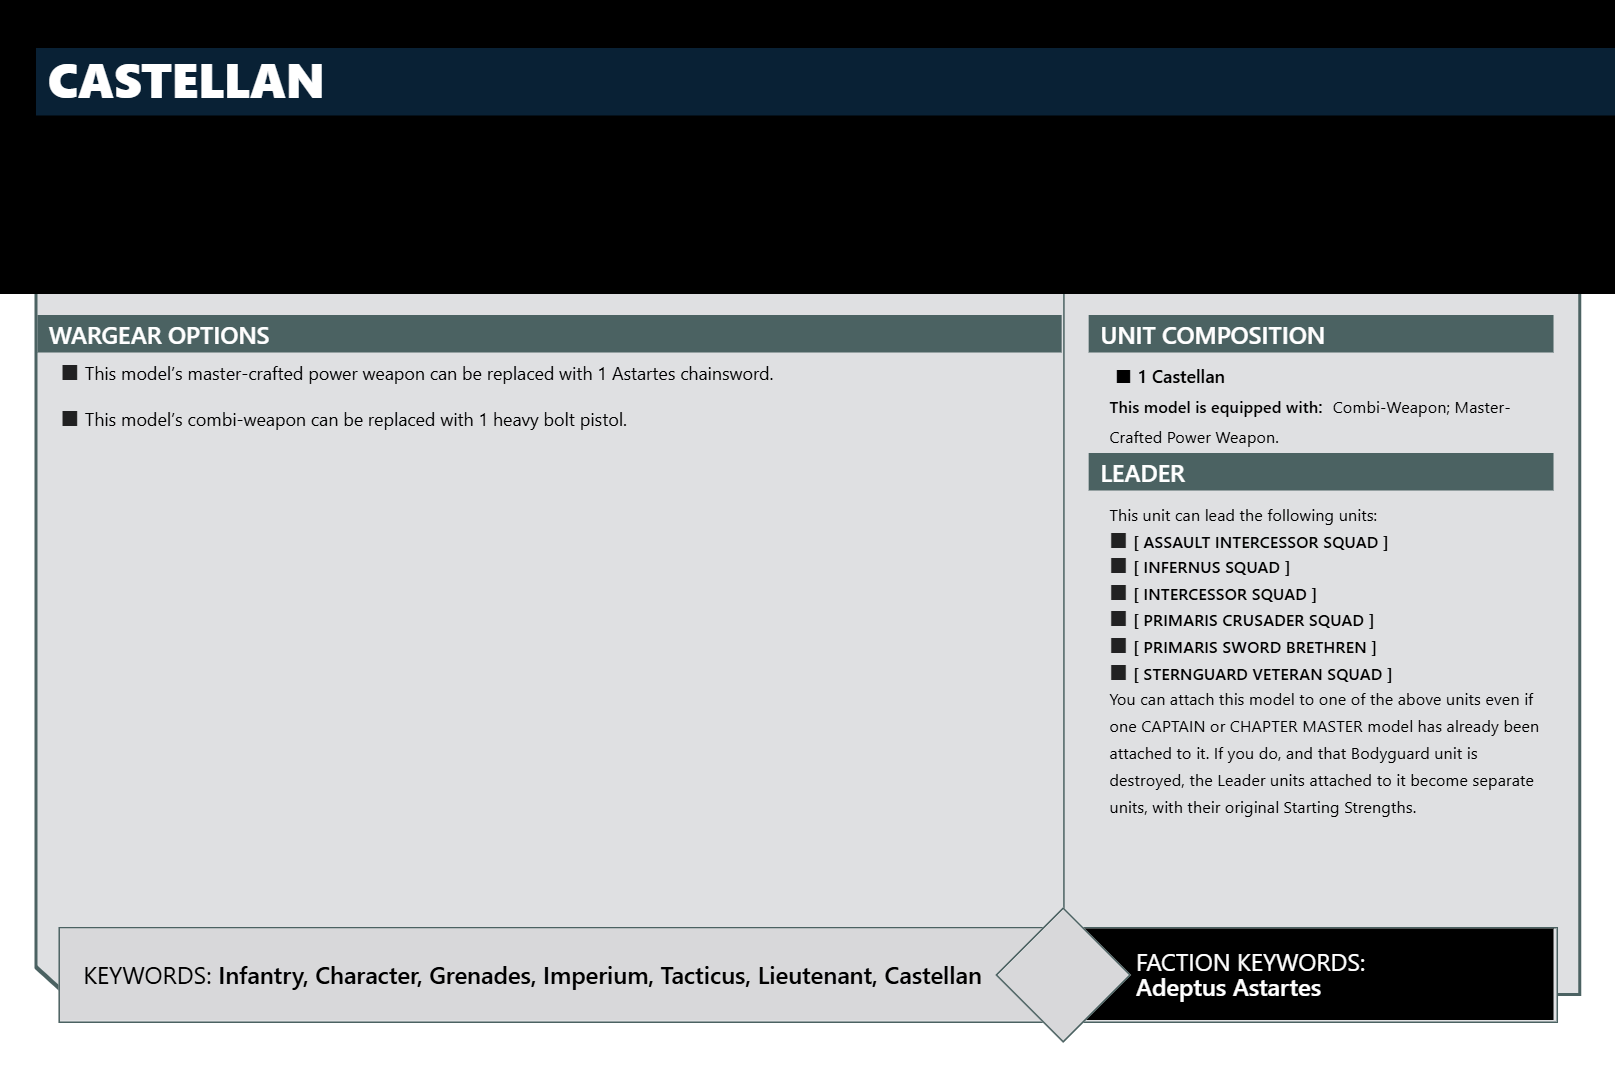 CASTELLAN
WARGEAR OPTIONS
■ This model's master-crafted power weapon can be replaced with 1 Astartes chainsword.
■ This model's combi-weapon can be replaced with 1 heavy bolt pistol.
UNIT COMPOSITION
■ 1 Castellan
This model is equipped with: Combi-Weapon; Master-
Crafted Power Weapon.
LEADER
This unit can lead the following units:
■ [ ASSAULT INTERCESSOR SQUAD ]
■ [ INFERNUS SQUAD ]
■ [ INTERCESSOR SQUAD ]
■ [ PRIMARIS CRUSADER SQUAD ]
■ [ PRIMARIS SWORD BRETHREN ]
■ [ STERNGUARD VETERAN SQUAD ]
You can attach this model to one of the above units even if
one CAPTAIN or CHAPTER MASTER model has already been
attached to it. If you do, and that Bodyguard unit is
destroyed, the Leader units attached to it become separate
units, with their original Starting Strengths.
KEYWORDS: Infantry, Character, Grenades, Imperium, Tacticus, Lieutenant, Castellan
FACTION KEYWORDS:
Adeptus Astartes